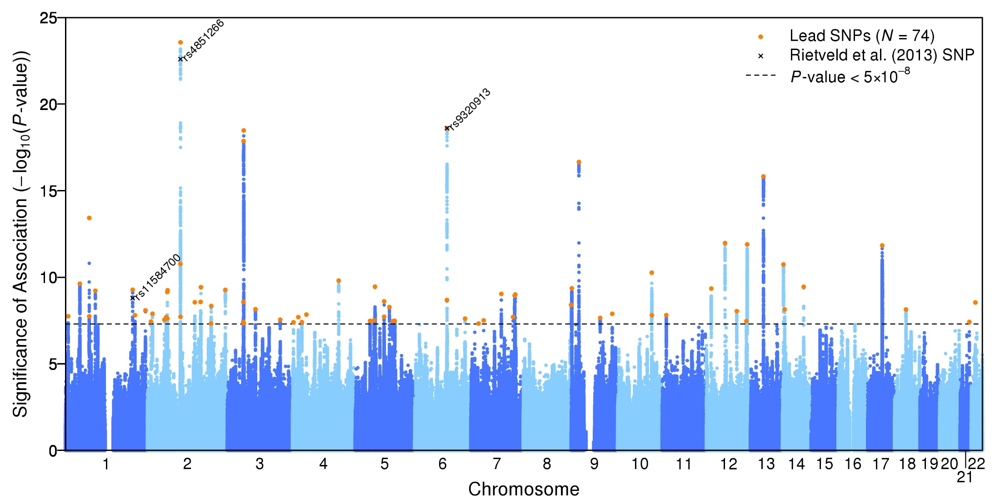 Significance of Association (−log10(P-value))
25
20
15
10
5
0
rs4851266
rs9320913
rs11584700
Lead SNPs (N = 74)
Rietveld et al. (2013) SNP
P-value < 5×10⁻⁸
1 2 3 4 5 6 7 8 9 10 11 12 13 14 15 16 17 18 19 20 22
21
Chromosome